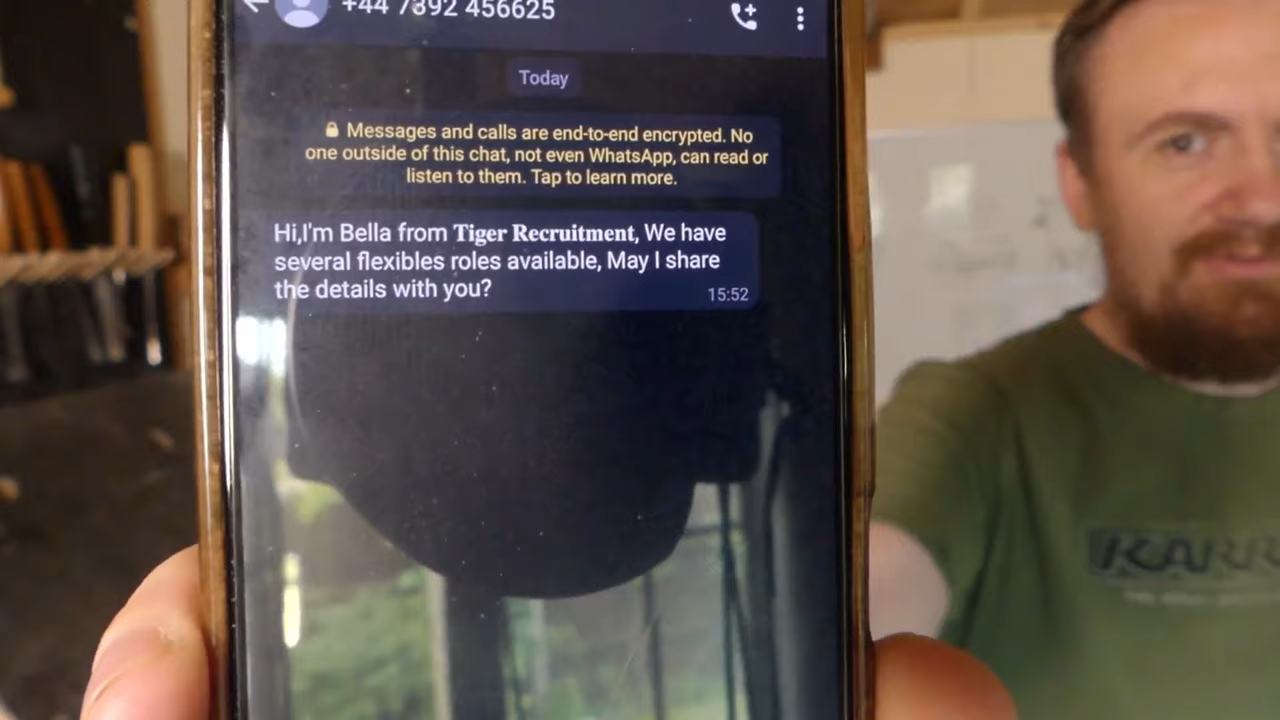 +44 7392 456625
Today
Messages and calls are end-to-end encrypted. No
one outside of this chat, not even WhatsApp, can read or
listen to them. Tap to learn more.
Hi,I'm Bella from Tiger Recruitment, We have
several flexibles roles available, May I share
the details with you?
15:52